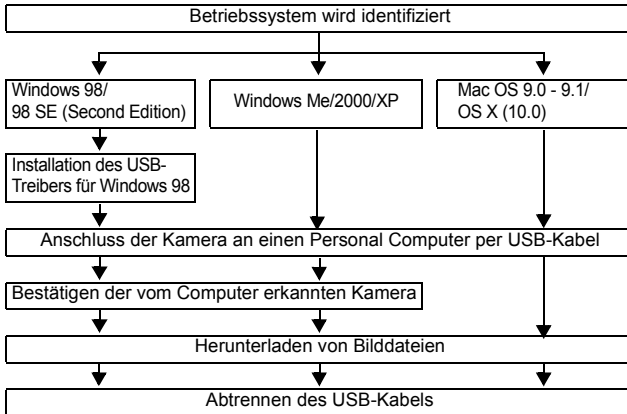 Betriebssystem wird identifiziert
Windows 98/
98 SE (Second Edition)
Windows Me/2000/XP
Mac OS 9.0 - 9.1/
OS X (10.0)
Installation des USB-
Treibers für Windows 98
Anschluss der Kamera an einen Personal Computer per USB-Kabel
Bestätigen der vom Computer erkannten Kamera
Herunterladen von Bilddateien
Abtrennen des USB-Kabels